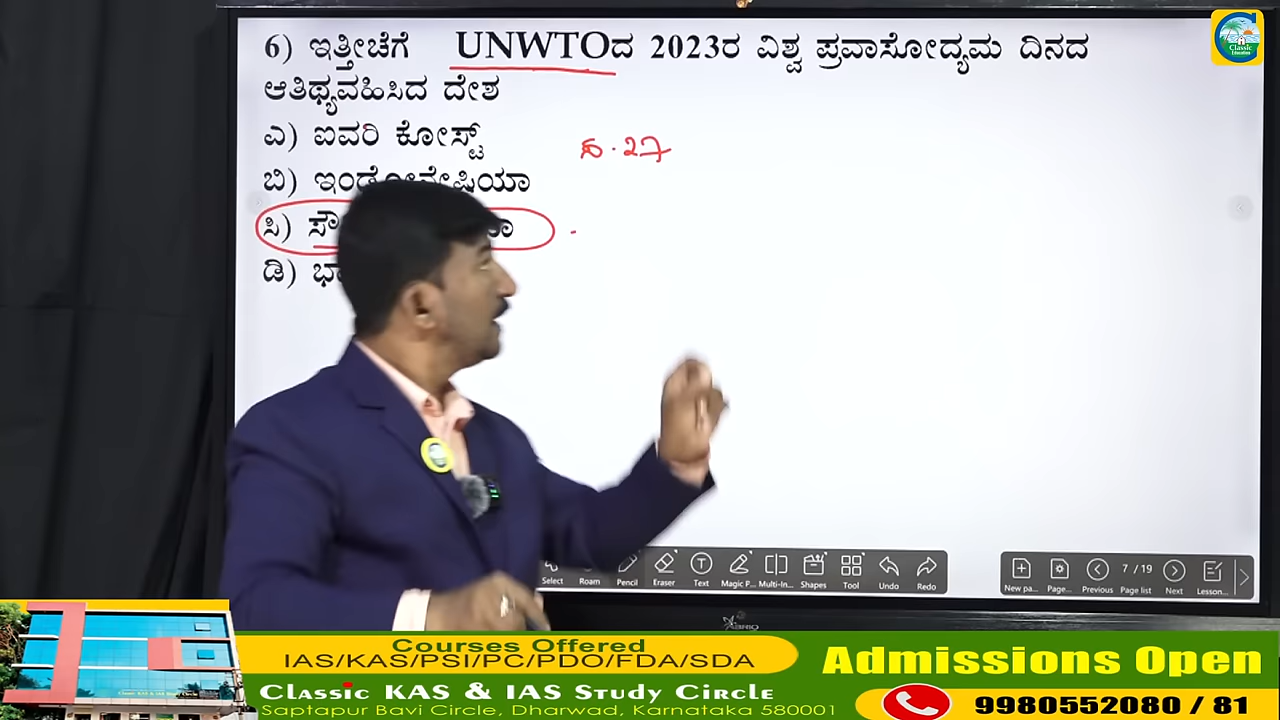 6) ಇತ್ತೀಚೆಗೆ UNWTOದ 2023ರ ವಿಶ್ವ ಪ್ರವಾಸೋದ್ಯಮ ದಿನದ
ಆತಿಥ್ಯವಹಿಸಿದ ದೇಶ
ಎ) ಐವರಿ ಕೋಸ್ಟ್
ಬಿ) ಇಂಡೋನೇಷಿಯಾ
ಸಿ)
ಡಿ)
27
Classic
Education
Select Roam Pencil Eraser Text Magic P... Multi-In... Shapes Tool Undo Redo
New pa... Page... Previous Page list Next Lesson...
7 / 19
Courses Offered
IAS/KAS/PSI/PC/PDO/FDA/SDA
Classic KAS & IAS Study Circle
Saptapur Bavi Circle, Dharwad, Karnataka 580001
Admissions Open
9980552080 / 81